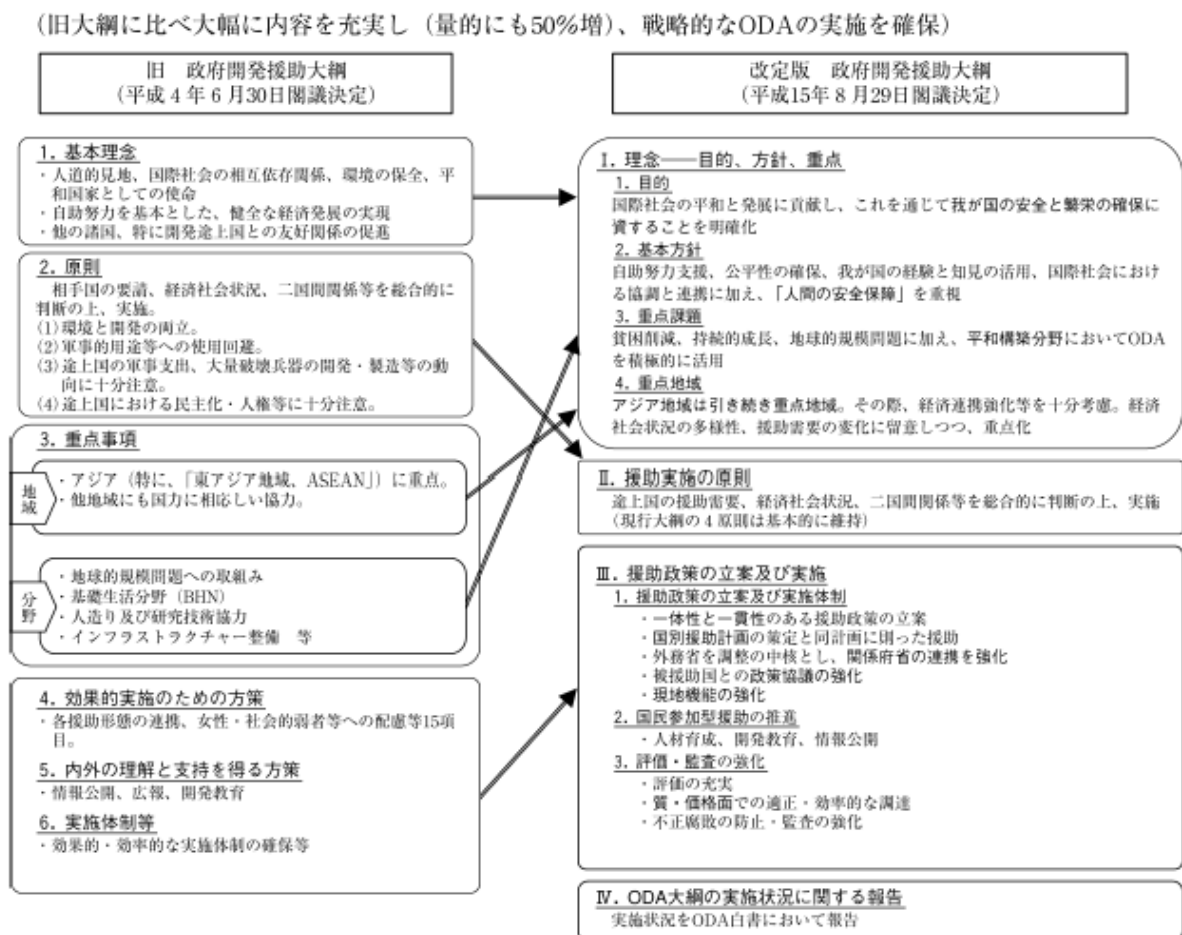 （旧大綱に比べ大幅に内容を充実し（量的にも50％増）、戦略的なODAの実施を確保）
旧　政府開発援助大綱
（平成４年６月30日閣議決定）
1. 基本理念
・人道的見地、国際社会の相互依存関係、環境の保全、平
和国家としての使命
・自助努力を基本とした、健全な経済発展の実現
・他の諸国、特に開発途上国との友好関係の促進
2. 原則
相手国の要請、経済社会状況、二国間関係等を総合的に
判断の上、実施。
(1)環境と開発の両立。
(2)軍事的用途等への使用回避。
(3)途上国の軍事支出、大量破壊兵器の開発・製造等の動
向に十分注意。
(4)途上国における民主化・人権等に十分注意。
3. 重点事項
地域
・アジア（特に、「東アジア地域、ASEAN」）に重点。
・他地域にも国力に相応しい協力。
分野
・地球的規模問題への取組み
・基礎生活分野（BHN）
・人造り及び研究技術協力
・インフラストラクチャー整備　等
4. 効果的実施のための方策
・各援助形態の連携、女性・社会的弱者等への配慮等15項
目。
5. 内外の理解と支持を得る方策
・情報公開、広報、開発教育
6. 実施体制等
・効果的・効率的な実施体制の確保等
改定版　政府開発援助大綱
（平成15年８月29日閣議決定）
Ⅰ. 理念――目的、方針、重点
1. 目的
国際社会の平和と発展に貢献し、これを通じて我が国の安全と繁栄の確保に
資することを明確化
2. 基本方針
自助努力支援、公平性の確保、我が国の経験と知見の活用、国際社会におけ
る協調と連携に加え、「人間の安全保障」を重視
3. 重点課題
貧困削減、持続的成長、地球的規模問題に加え、平和構築分野においてODA
を積極的に活用
4. 重点地域
アジア地域は引き続き重点地域。その際、経済連携強化等を十分考慮。経済
社会状況の多様性、援助需要の変化に留意しつつ、重点化
Ⅱ. 援助実施の原則
途上国の援助需要、経済社会状況、二国間関係等を総合的に判断の上、実施
（現行大綱の４原則は基本的に維持）
Ⅲ. 援助政策の立案及び実施
1. 援助政策の立案及び実施体制
・一体性と一貫性のある援助政策の立案
・国別援助計画の策定と同計画に則った援助
・外務省を調整の中核とし、関係府省の連携を強化
・被援助国との政策協議の強化
・現地機能の強化
2. 国民参加型援助の推進
・人材育成、開発教育、情報公開
3. 評価・監査の強化
・評価の充実
・質・価格面での適正・効率的な調達
・不正腐敗の防止・監査の強化
Ⅳ. ODA大綱の実施状況に関する報告
実施状況をODA白書において報告